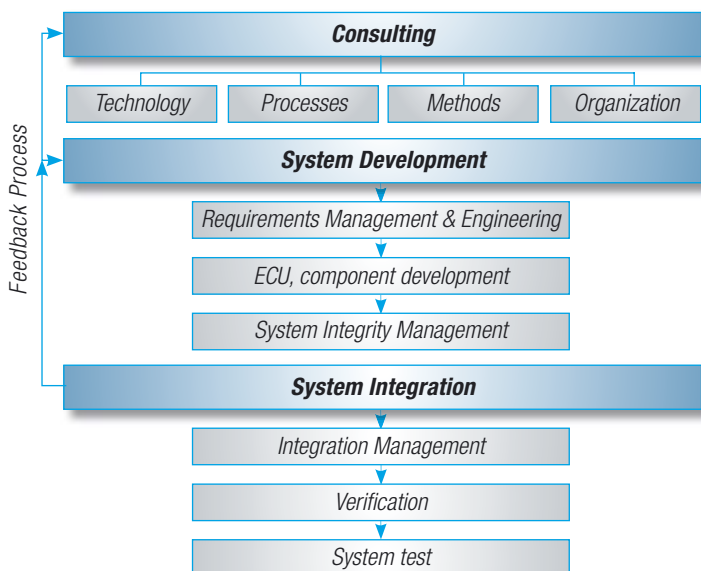 Consulting
Technology
Processes
Methods
Organization
Feedback Process
System Development
Requirements Management & Engineering
ECU, component development
System Integrity Management
System Integration
Integration Management
Verification
System test